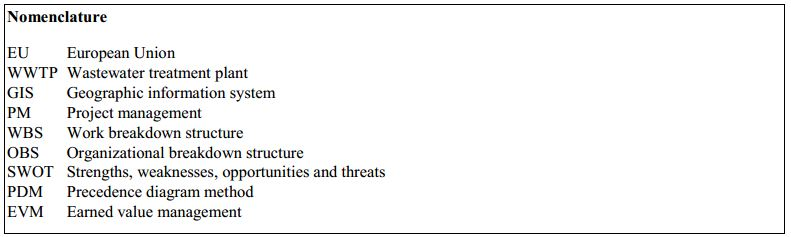 Nomenclature
EU European Union
WWTP Wastewater treatment plant
GIS Geographic information system
PM Project management
WBS Work breakdown structure
OBS Organizational breakdown structure
SWOT Strengths, weaknesses, opportunities and threats
PDM Precedence diagram method
EVM Earned value management